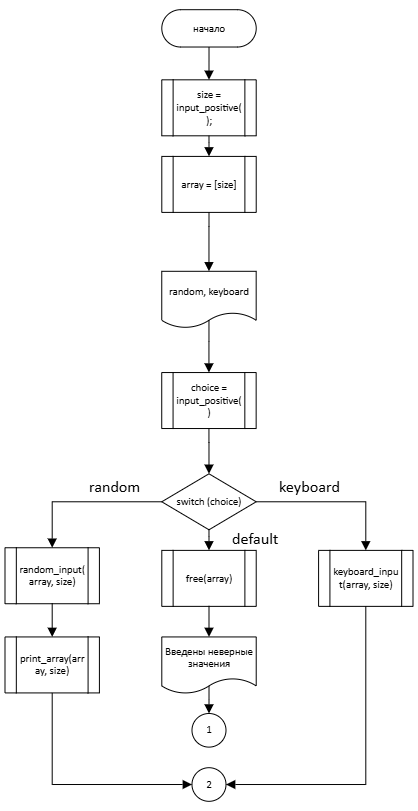 начало
size =
input_positive(
);
array = [size]
random, keyboard
choice =
input_positive(
)
switch (choice)
random
keyboard
default
random_input(
array, size)
free(array)
keyboard_inpu
t(array, size)
print_array(arr
ay, size)
Введены неверные
значения
1
2